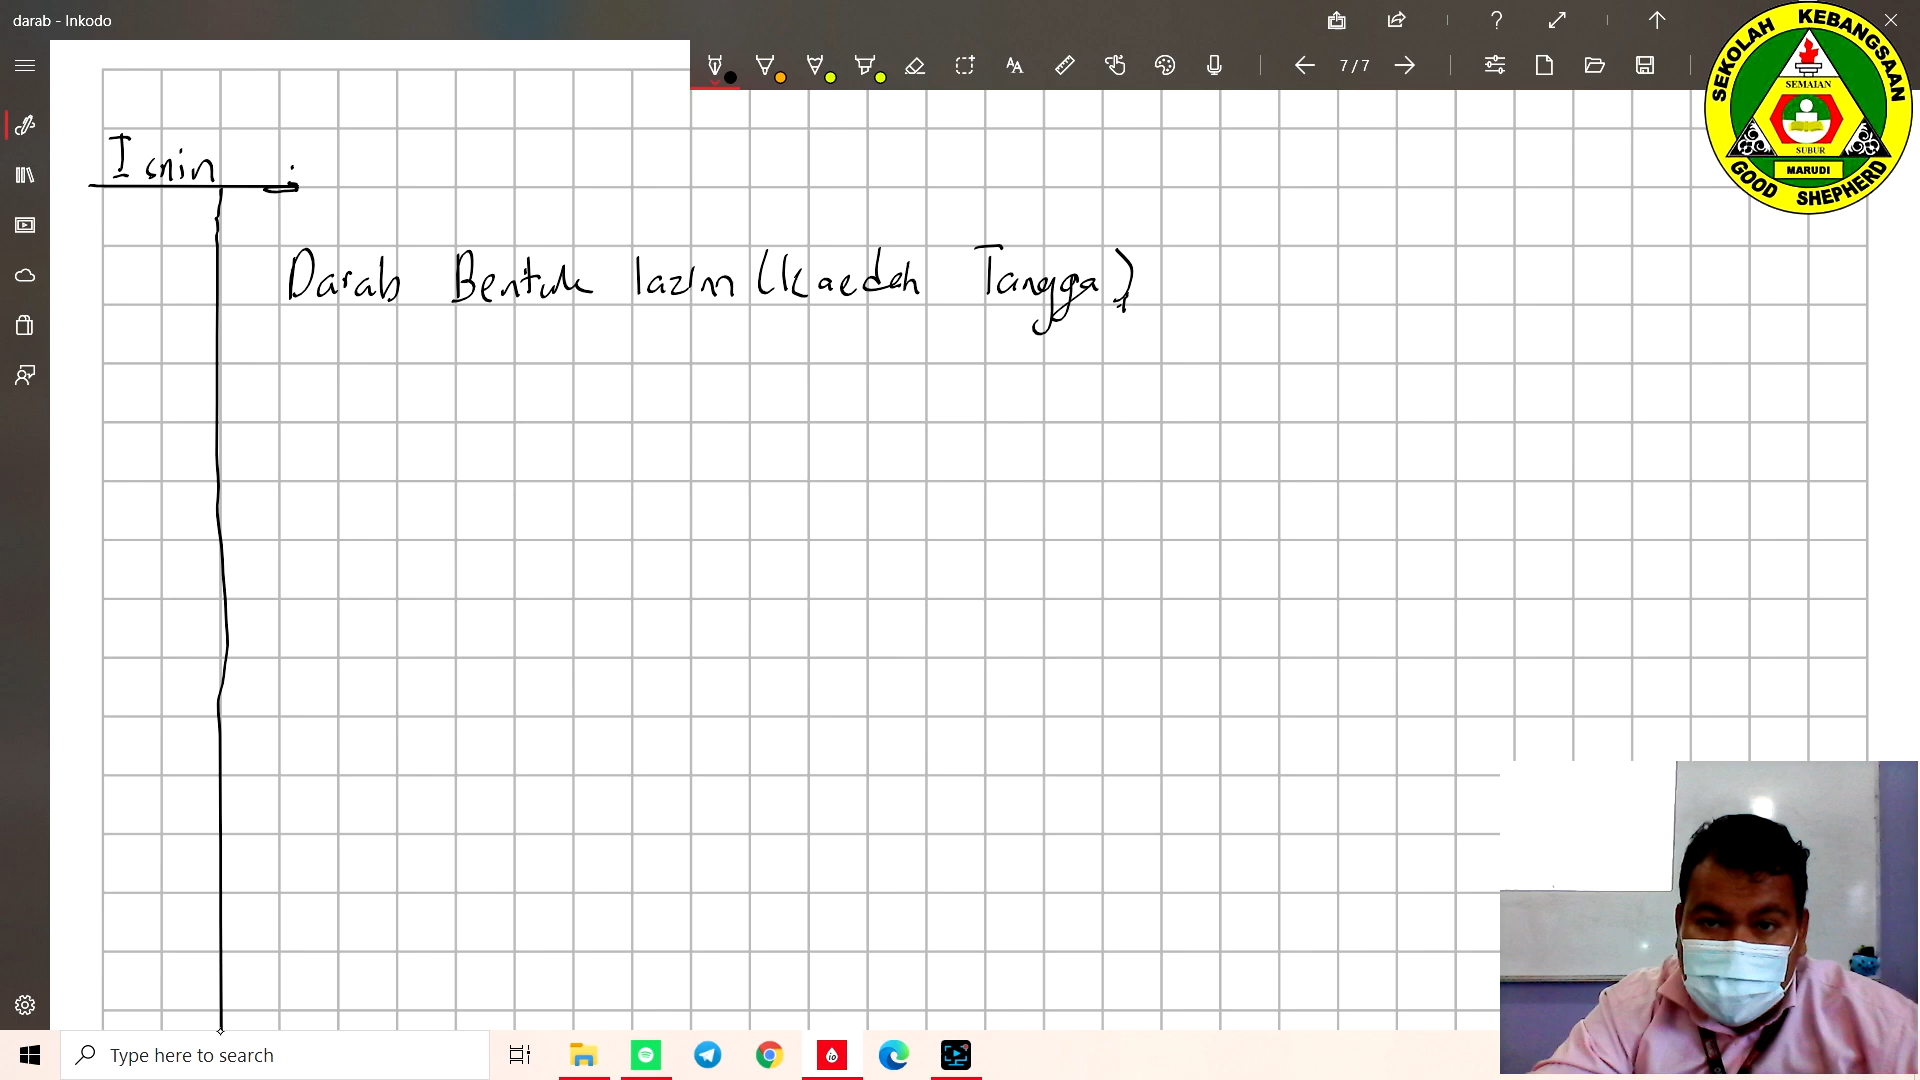 darab - Inkodo
7 / 7
SEKOLAH KEBANGSAAN
SEMAIAN
SUBUR
MARUDI
GOOD SHEPHERD
Isnin :
Darab Bentuk lazim (Kaedah Tangga)
Type here to search